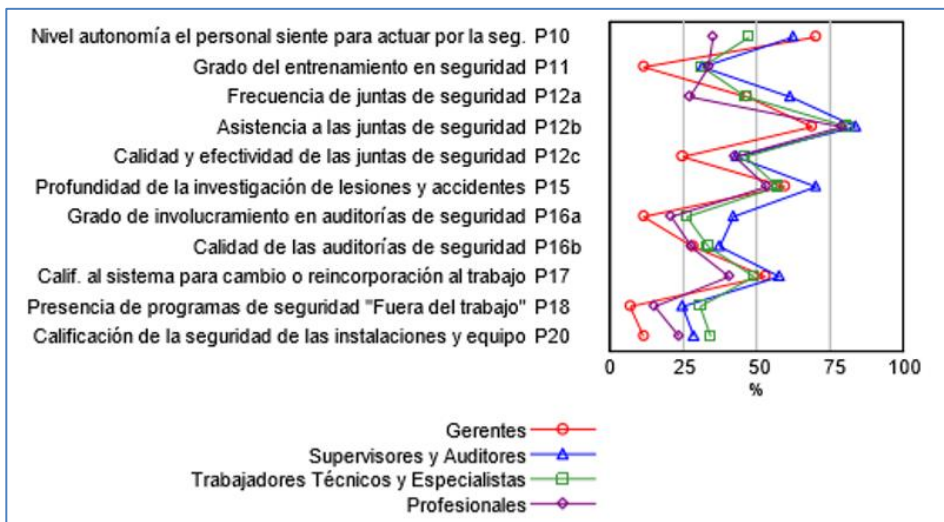 Nivel autonomía el personal siente para actuar por la seg. P10
Grado del entrenamiento en seguridad P11
Frecuencia de juntas de seguridad P12a
Asistencia a las juntas de seguridad P12b
Calidad y efectividad de las juntas de seguridad P12c
Profundidad de la investigación de lesiones y accidentes P15
Grado de involucramiento en auditorías de seguridad P16a
Calidad de las auditorías de seguridad P16b
Calif. al sistema para cambio o reincorporación al trabajo P17
Presencia de programas de seguridad "Fuera del trabajo" P18
Calificación de la seguridad de las instalaciones y equipo P20
0 25 50 75 100
%
Gerentes
Supervisores y Auditores
Trabajadores Técnicos y Especialistas
Profesionales